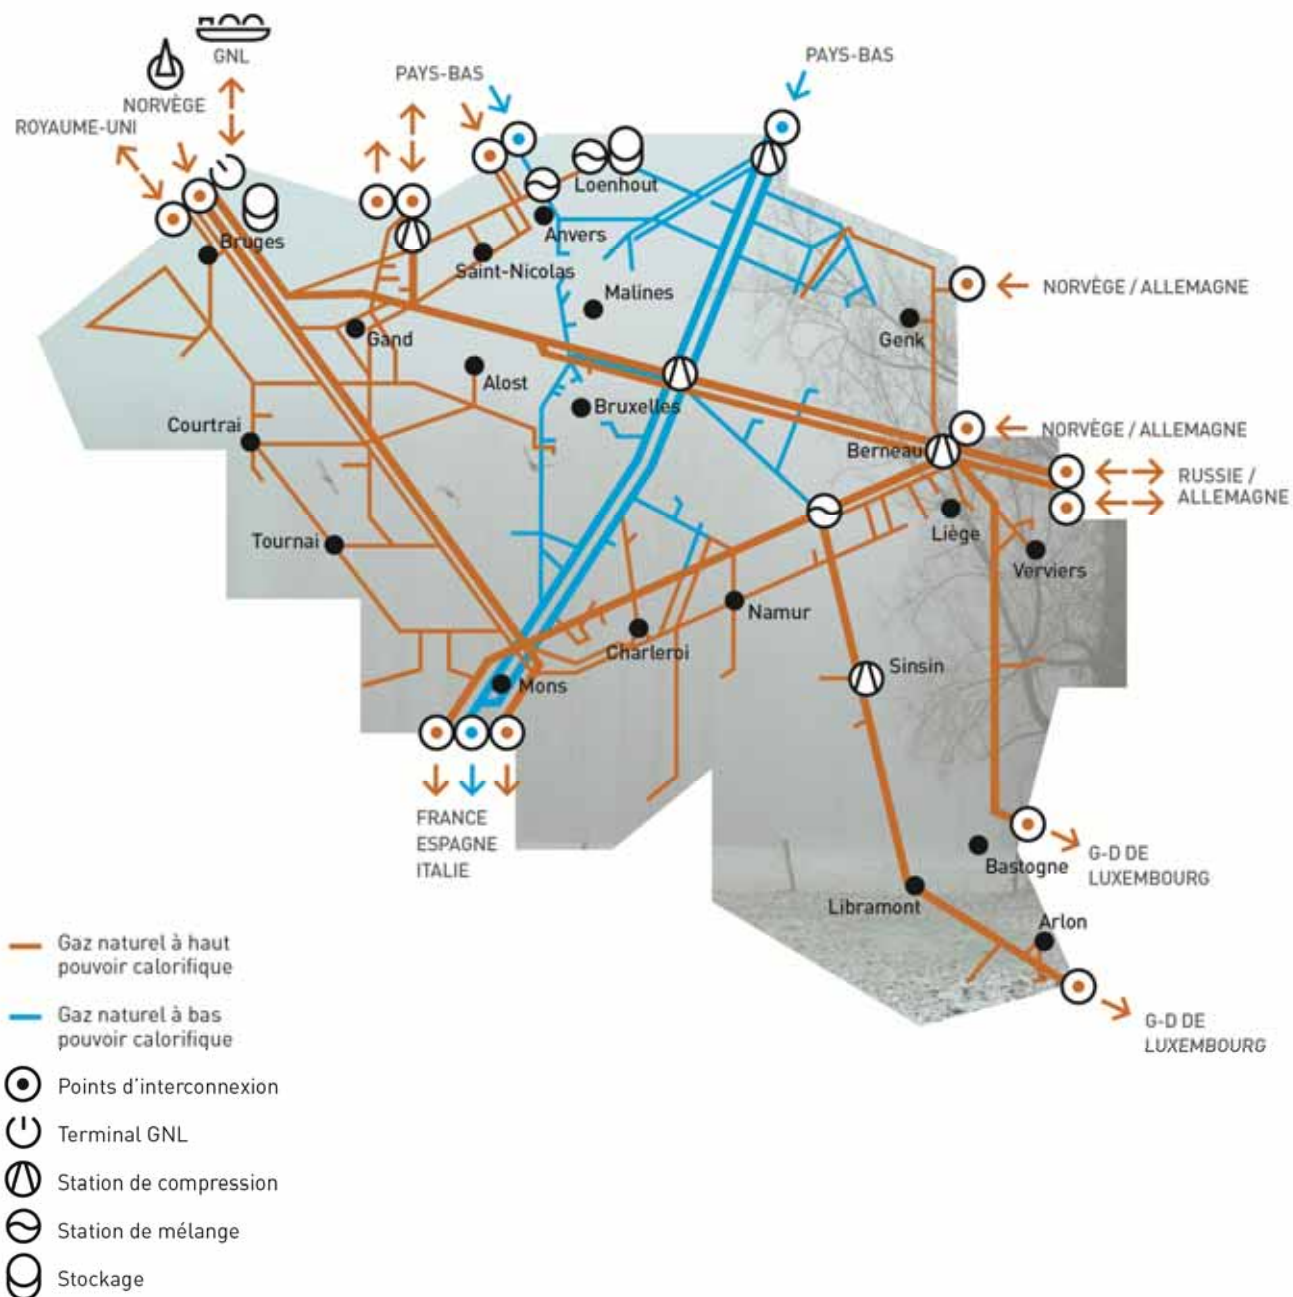 GNL
NORVÈGE
ROYAUME-UNI
PAYS-BAS
PAYS-BAS
Loenhout
Bruges
Anvers
Saint-Nicolas
Malines
NORVÈGE / ALLEMAGNE
Gand
Genk
Alost
Bruxelles
Courtrai
NORVÈGE / ALLEMAGNE
Berneau
RUSSIE /
ALLEMAGNE
Liège
Tournai
Verviers
Namur
Charleroi
Sinsin
Mons
FRANCE
ESPAGNE
ITALIE
G-D DE
LUXEMBOURG
Bastogne
Libramont
Arlon
G-D DE
LUXEMBOURG
Gaz naturel à haut
pouvoir calorifique
Gaz naturel à bas
pouvoir calorifique
Points d'interconnexion
Terminal GNL
Station de compression
Station de mélange
Stockage